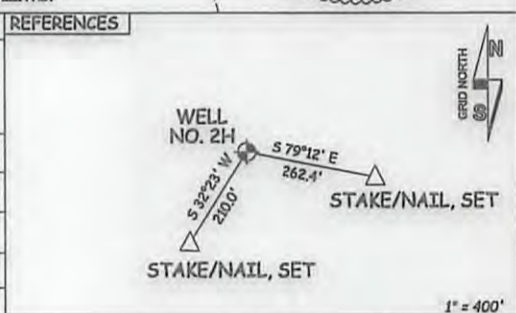 REFERENCES
GRID NORTH
N
S
WELL
NO. 2H
S 79°12' E
262.4'
S 32°23' W
210.0'
STAKE/NAIL, SET
STAKE/NAIL, SET
1" = 400'